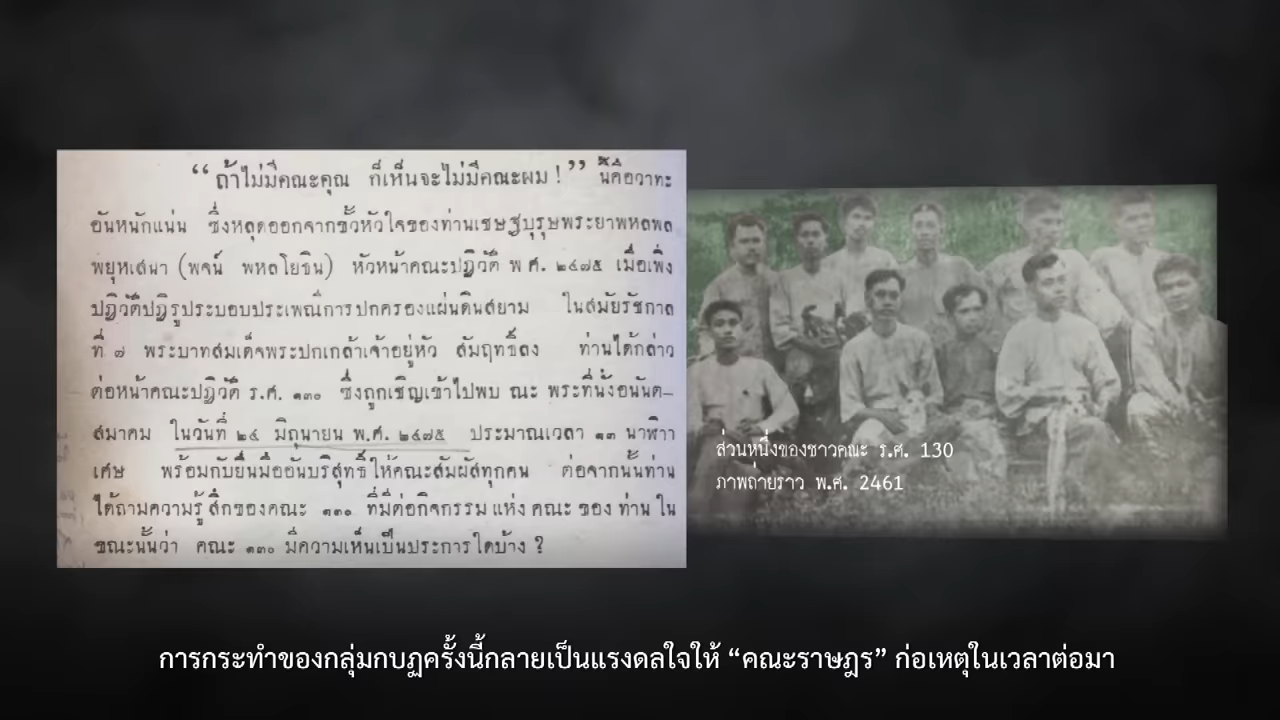 “ถ้าไม่มีคณะคุณ ก็เห็นจะไม่มีคณะผม !” นี้คือวาทะ
อันหนักแน่น ซึ่งหลุดออกจากขั้วหัวใจของท่านเชษฐบุรุษพระยาพหลพล
พยุหเสนา (พจน์ พหลโยธิน) หัวหน้าคณะปฏิวัติ พ ศ. ๒๔๗๕ เมื่อเพิ่ง
ปฏิวัติปฏิรูประบอบประเพณีการปกครองแผ่นดินสยาม ในสมัยรัชกาล
ที่ ๗ พระบาทสมเด็จพระปกเกล้าเจ้าอยู่หัว สัมฤทธิ์ลง ท่านได้กล่าว
ต่อหน้าคณะปฏิวัติ ร.ศ. ๑๓๐ ซึ่งถูกเชิญเข้าไปพบ ณะ พระที่นั่งอนันต–
สมาคม ในวันที่ ๒๔ มิถุนายน พ.ศ. ๒๔๗๕ ประมาณเวลา ๑๓ นาฬิกา
เศษ พร้อมกับยื่นมืออันบริสุทธิ์ให้คณะสัมผัสทุกคน ต่อจากนั้นท่าน
ได้ถามความรู้สึกของคณะ ๑๓๐ ที่มีต่อกิจกรรม แห่ง คณะ ของ ท่าน ใน
ขณะนั้นว่า คณะ ๑๓๐ มีความเห็นเป็นประการใดบ้าง ?
ส่วนหนึ่งของชาวคณะ ร.ศ. 130
ภาพถ่ายราว พ.ศ. 2461
การกระทำของกลุ่มกบฏครั้งนี้กลายเป็นแรงดลใจให้ “คณะราษฎร” ก่อเหตุในเวลาต่อมา